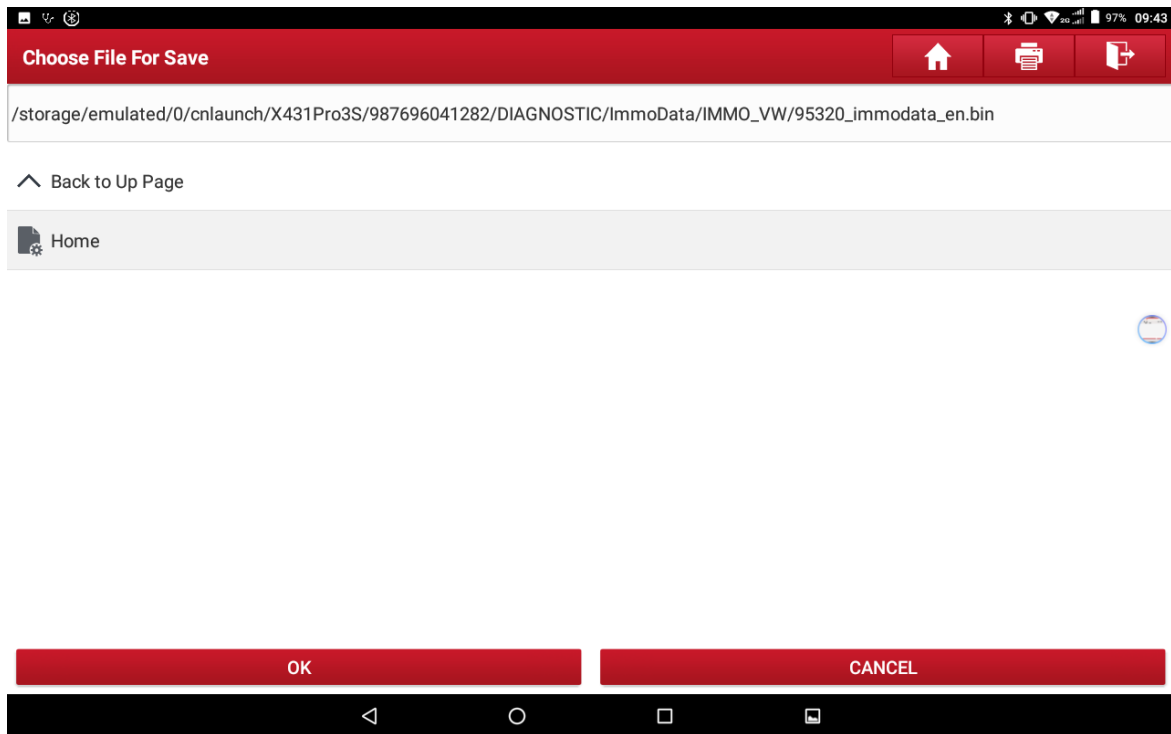 2G 97% 09:43
Choose File For Save
/storage/emulated/0/cnlaunch/X431Pro3S/987696041282/DIAGNOSTIC/ImmoData/IMMO_VW/95320_immodata_en.bin
Back to Up Page
Home
OK CANCEL